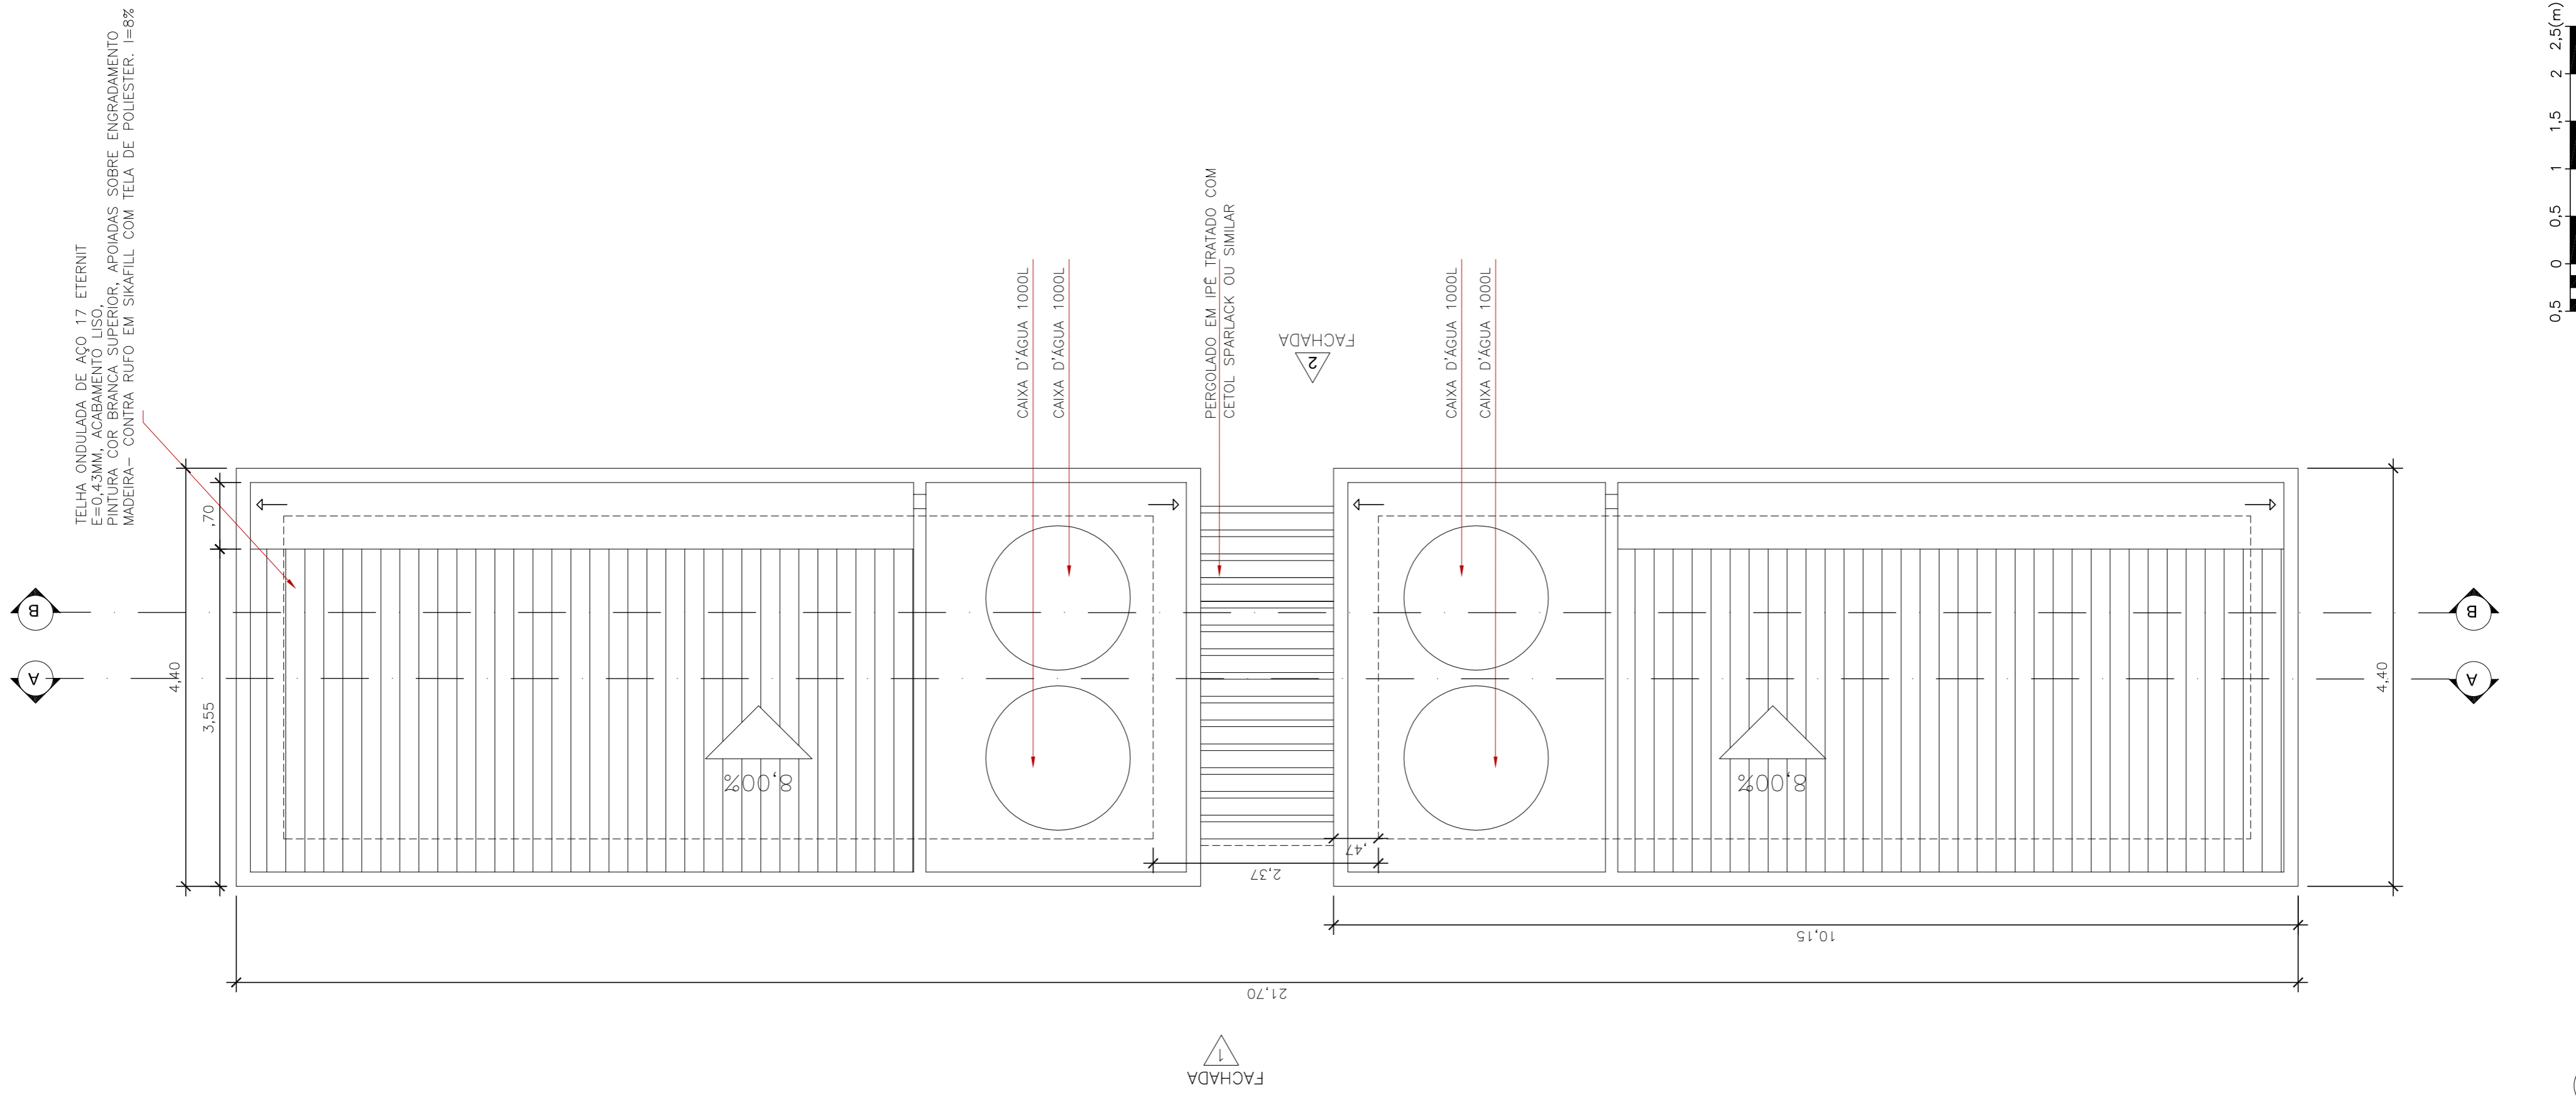 TELHA ONDULADA DE AÇO 17 ETERNIT
E=0,43MM, ACABAMENTO LISO,
PINTURA COR BRANCA SUPERIOR, APOIADAS SOBRE ENGRADAMENTO
MADEIRA- CONTRA RUFO EM SIKAFILL COM TELA DE POLIESTER. I=8%
CAIXA D'ÁGUA 1000L
CAIXA D'ÁGUA 1000L
PERGOLADO EM IPÊ TRATADO COM
CETOL SPARLACK OU SIMILAR
CAIXA D'ÁGUA 1000L
CAIXA D'ÁGUA 1000L
FACHADA
2
0,5
0
0,5
1
1,5
2
2,5(m)
B
A
B
A
4,40
3,55
,70
8,00%
8,00%
2,37
,47
4,40
10,15
21,70
1
FACHADA